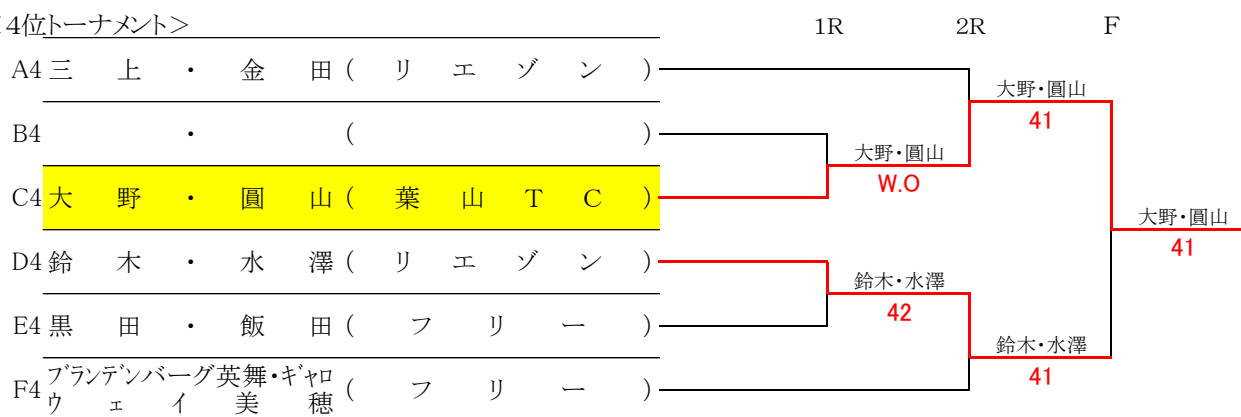 4位トーナメント＞ 1R 2R F
A4 三上・金田(リエゾン)
大野・圓山
41
B4 ・ ( )
大野・圓山
W.O
C4 大野・圓山(葉山TC)
大野・圓山
41
D4 鈴木・水澤(リエゾン)
鈴木・水澤
42
E4 黒田・飯田(フリー)
鈴木・水澤
41
F4 ブランデンバーグ英舞・ギャロウェイ美穂(フリー)